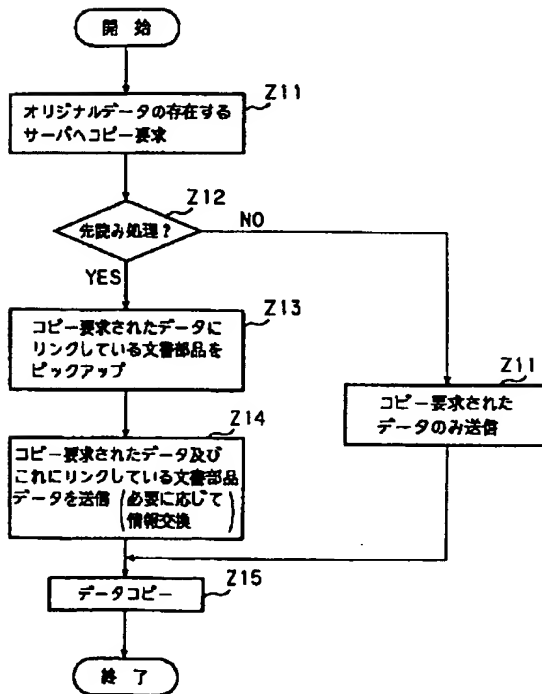 開 始
Z11
オリジナルデータの存在する
サーバへコピー要求
Z12
先読み処理?
NO
YES
Z13
コピー要求されたデータに
リンクしている文書部品を
ピックアップ
Z11
コピー要求された
データのみ送信
Z14
コピー要求されたデータ及び
これにリンクしている文書部品
データを送信(必要に応じて
情報交換)
Z15
データコピー
終 了